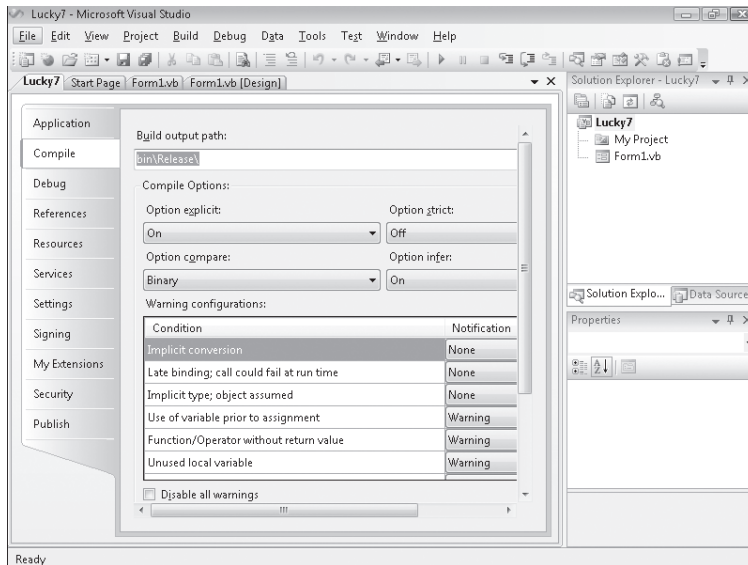 Lucky7 - Microsoft Visual Studio
File Edit View Project Build Debug Data Tools Test Window Help
Lucky7 Start Page Form1.vb Form1.vb [Design]
Application
Compile
Debug
References
Resources
Services
Settings
Signing
My Extensions
Security
Publish
Build output path:
bin\Release\
Compile Options:
Option explicit: Option strict:
On Off
Option compare: Option infer:
Binary On
Warning configurations:
Condition Notification
Implicit conversion None
Late binding; call could fail at run time None
Implicit type; object assumed None
Use of variable prior to assignment Warning
Function/Operator without return value Warning
Unused local variable Warning
Disable all warnings
Solution Explorer - Lucky7
Lucky7
My Project
Form1.vb
Solution Explo... Data Source
Properties
Ready